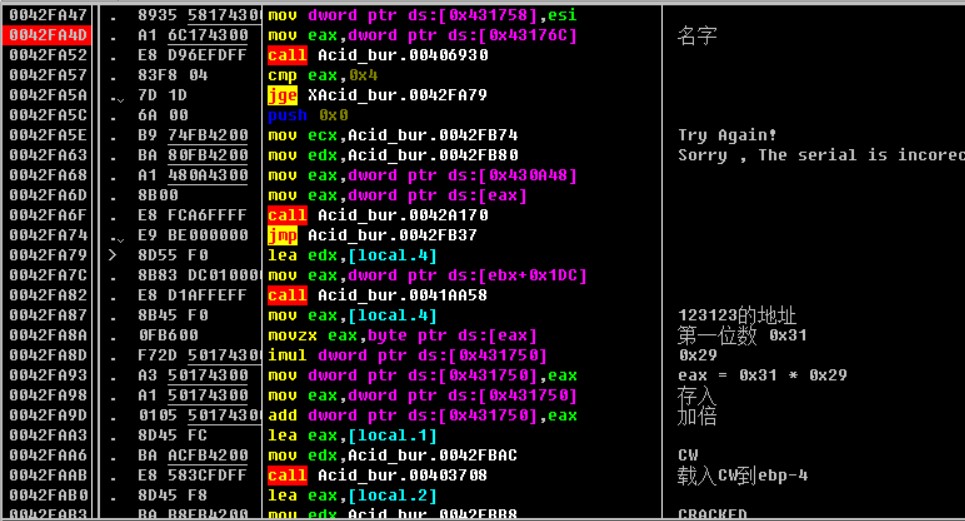 0042FA47 . 8935 58174300 mov dword ptr ds:[0x431758],esi
0042FA4D . A1 6C174300 mov eax,dword ptr ds:[0x43176C] 名字
0042FA52 . E8 D96EFDFF call Acid_bur.00406930
0042FA57 . 83F8 04 cmp eax,0x4
0042FA5A . 7D 1D jge XAcid_bur.0042FA79
0042FA5C . 6A 00 push 0x0
0042FA5E . B9 74FB4200 mov ecx,Acid_bur.0042FB74 Try Again!
0042FA63 . BA 80FB4200 mov edx,Acid_bur.0042FB80 Sorry , The serial is incorec
0042FA68 . A1 480A4300 mov eax,dword ptr ds:[0x430A48]
0042FA6D . 8B00 mov eax,dword ptr ds:[eax]
0042FA6F . E8 FCA6FFFF call Acid_bur.0042A170
0042FA74 . E9 BE000000 jmp Acid_bur.0042FB37
0042FA79 > 8D55 F0 lea edx,[local.4]
0042FA7C . 8B83 DC010000 mov eax,dword ptr ds:[ebx+0x1DC]
0042FA82 . E8 D1AFFEFF call Acid_bur.0041AA58
0042FA87 . 8B45 F0 mov eax,[local.4] 123123的地址
0042FA8A . 0FB600 movzx eax,byte ptr ds:[eax] 第一位数 0x31
0042FA8D . F72D 50174300 imul dword ptr ds:[0x431750] 0x29
0042FA93 . A3 50174300 mov dword ptr ds:[0x431750],eax eax = 0x31 * 0x29
0042FA98 . A1 50174300 mov eax,dword ptr ds:[0x431750] 存入
0042FA9D . 0105 50174300 add dword ptr ds:[0x431750],eax 加倍
0042FAA3 . 8D45 FC lea eax,[local.1]
0042FAA6 . BA ACFB4200 mov edx,Acid_bur.0042FBAC CW
0042FAAB . E8 583CFDFF call Acid_bur.00403708 载入CW到ebp-4
0042FAB0 . 8D45 F8 lea eax,[local.2]
0042FAB3 . BA B8FB4200 mov edx,Acid_bur.0042FBB8 CRACKED